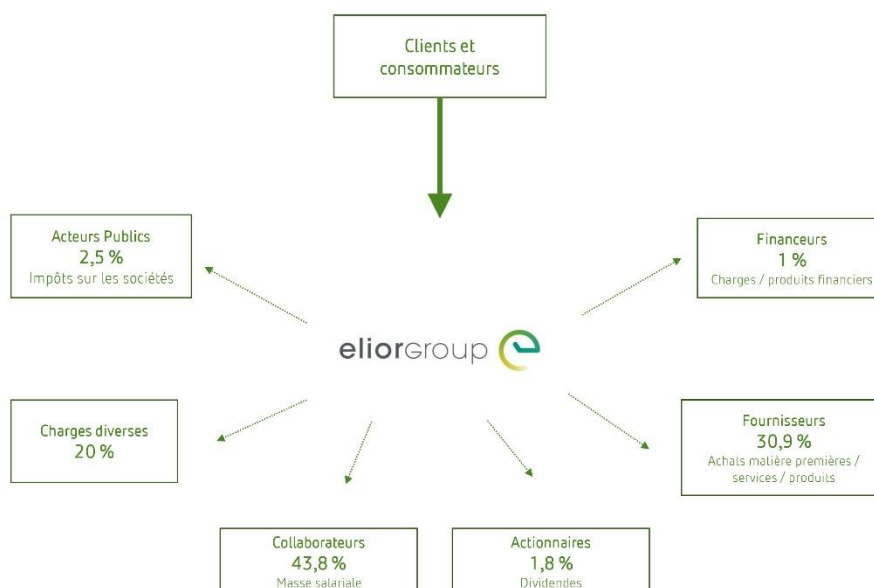 Clients et
consommateurs
Acteurs Publics
2,5 %
Impôts sur les sociétés
Financeurs
1 %
Charges / produits financiers
eliorGroup
Charges diverses
20 %
Fournisseurs
30,9 %
Achats matière premières /
services / produits
Collaborateurs
43,8 %
Masse salariale
Actionnaires
1,8 %
Dividendes